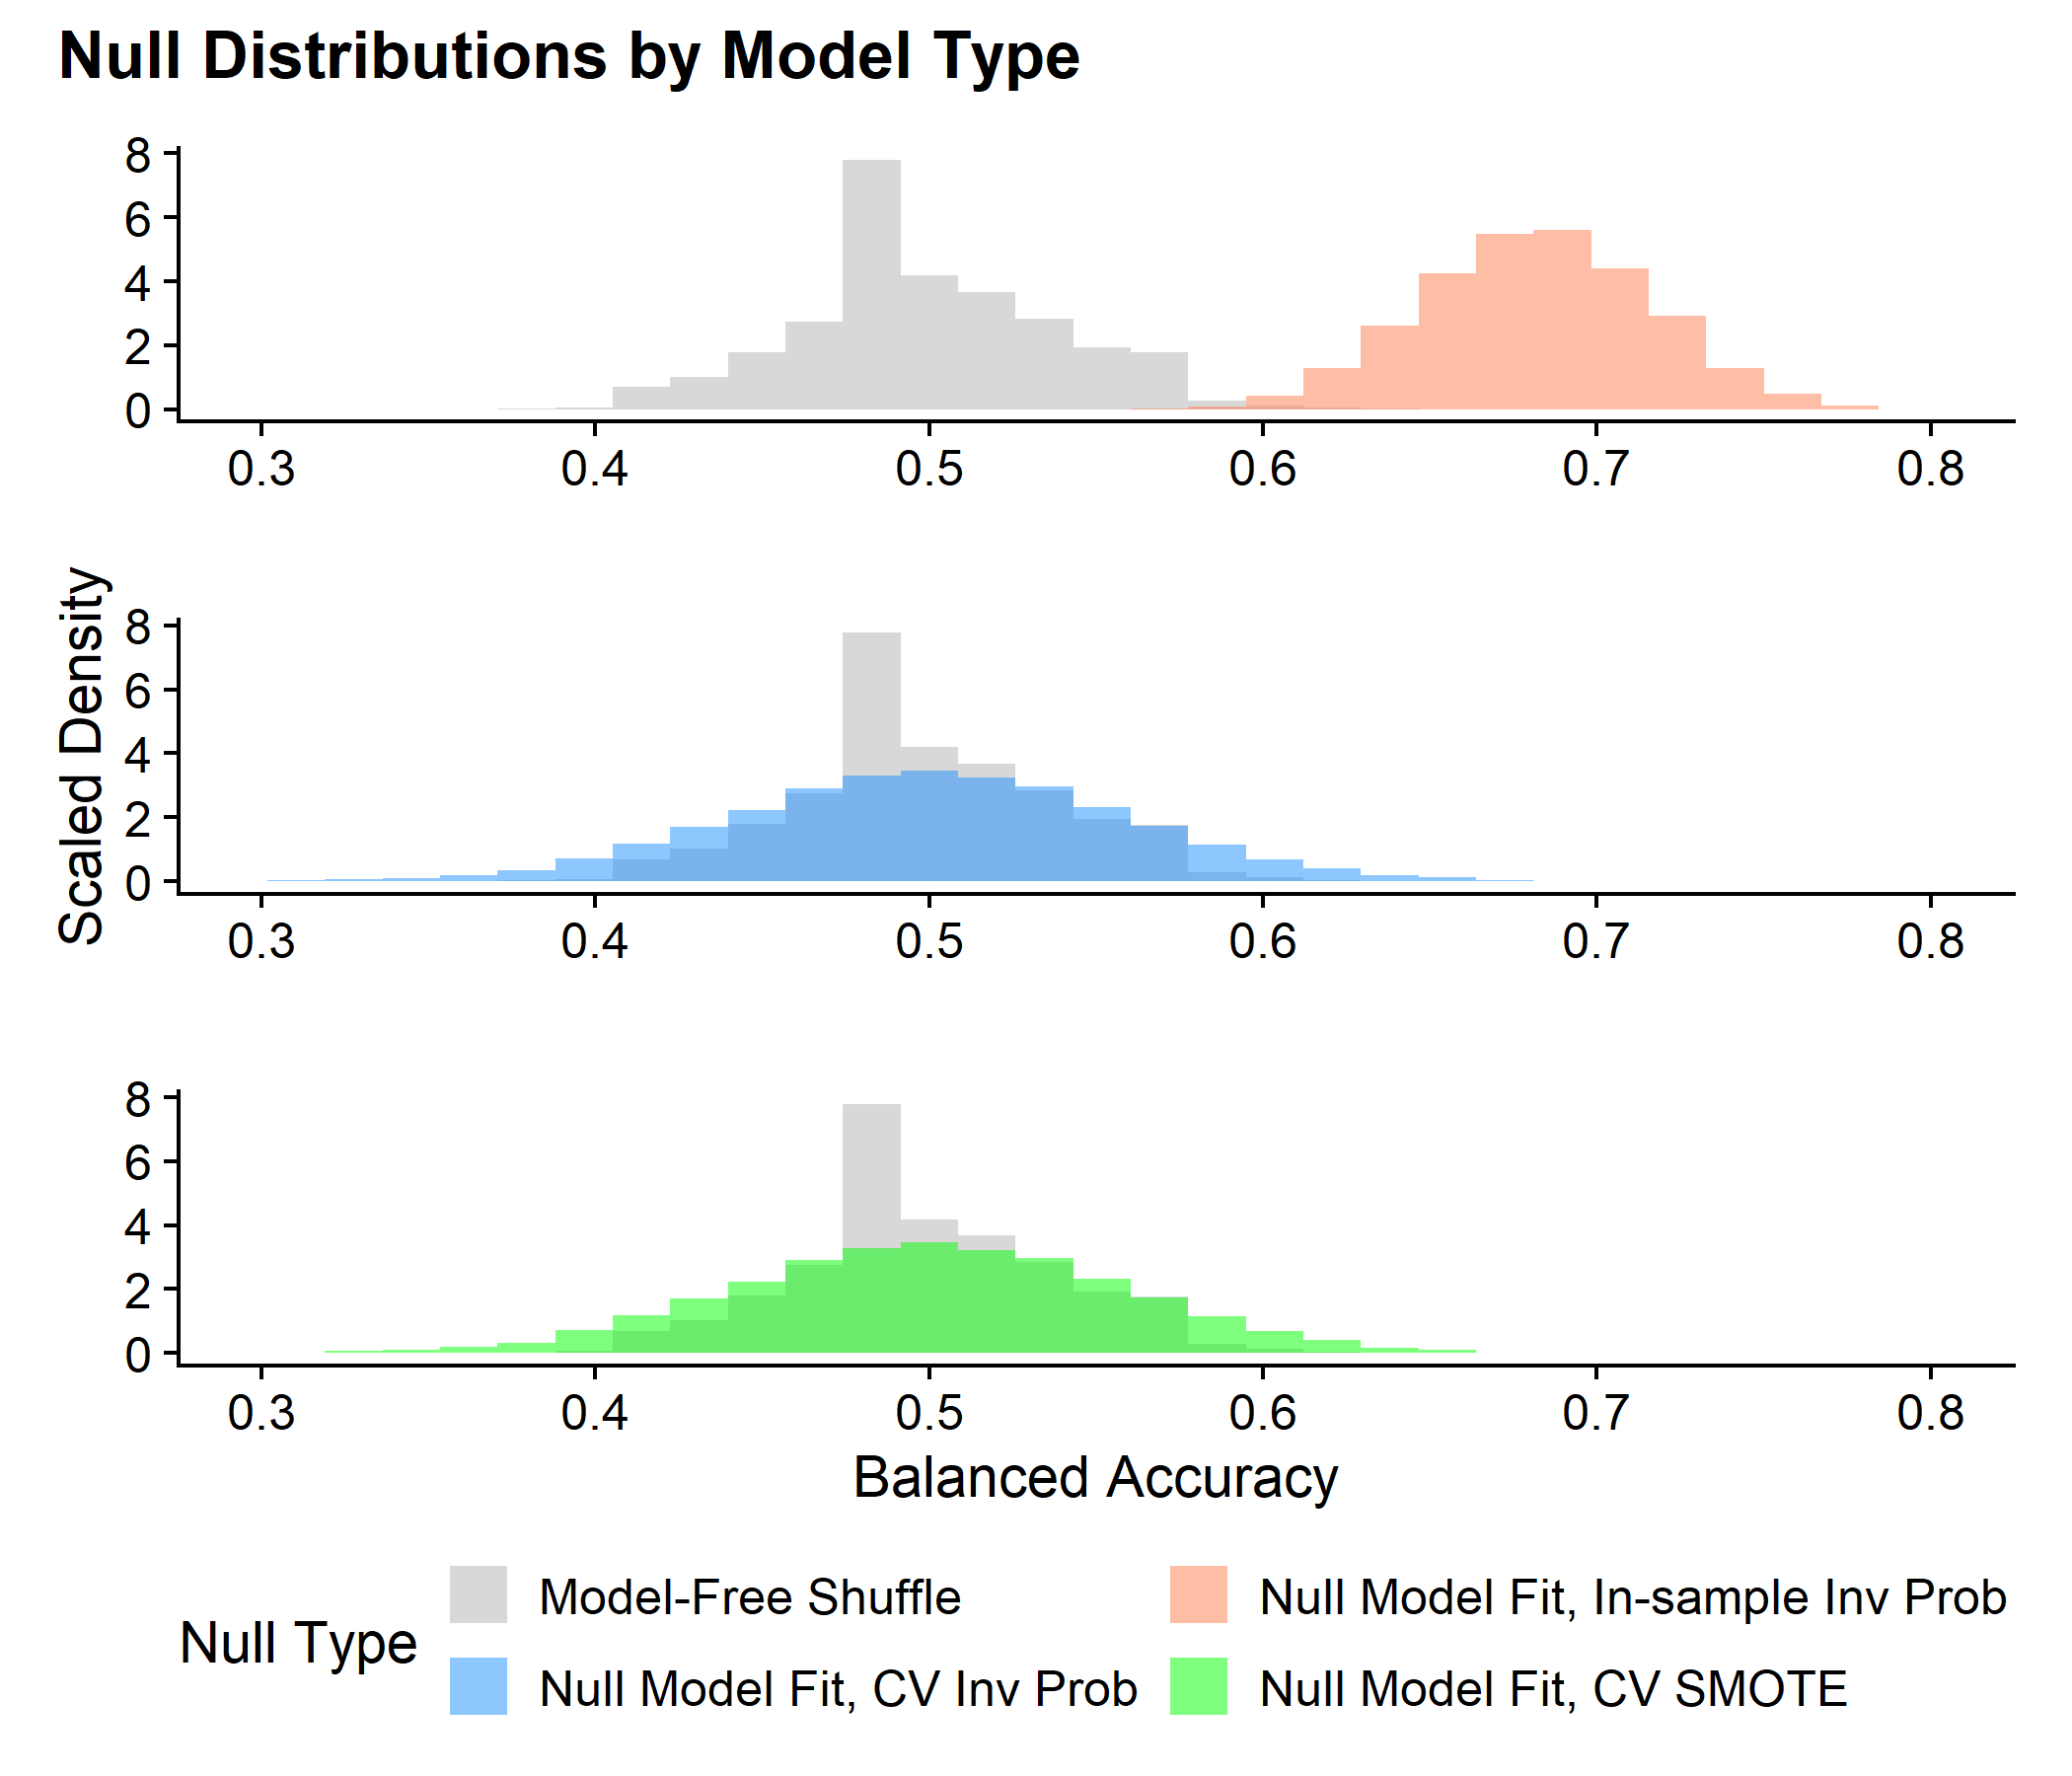 Null Distributions by Model Type
8
6
4
2
0
0.3 0.4 0.5 0.6 0.7 0.8
Scaled Density
8
6
4
2
0
0.3 0.4 0.5 0.6 0.7 0.8
8
6
4
2
0
0.3 0.4 0.5 0.6 0.7 0.8
Balanced Accuracy
Null Type
Model-Free Shuffle
Null Model Fit, In-sample Inv Prob
Null Model Fit, CV Inv Prob
Null Model Fit, CV SMOTE